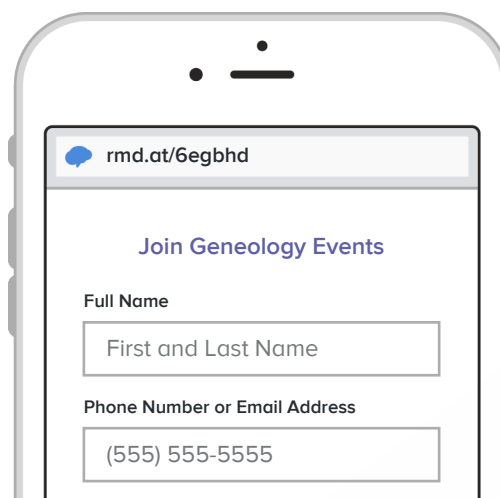 rmd.at/6egbhd
Join Geneology Events
Full Name
First and Last Name
Phone Number or Email Address
(555) 555-5555